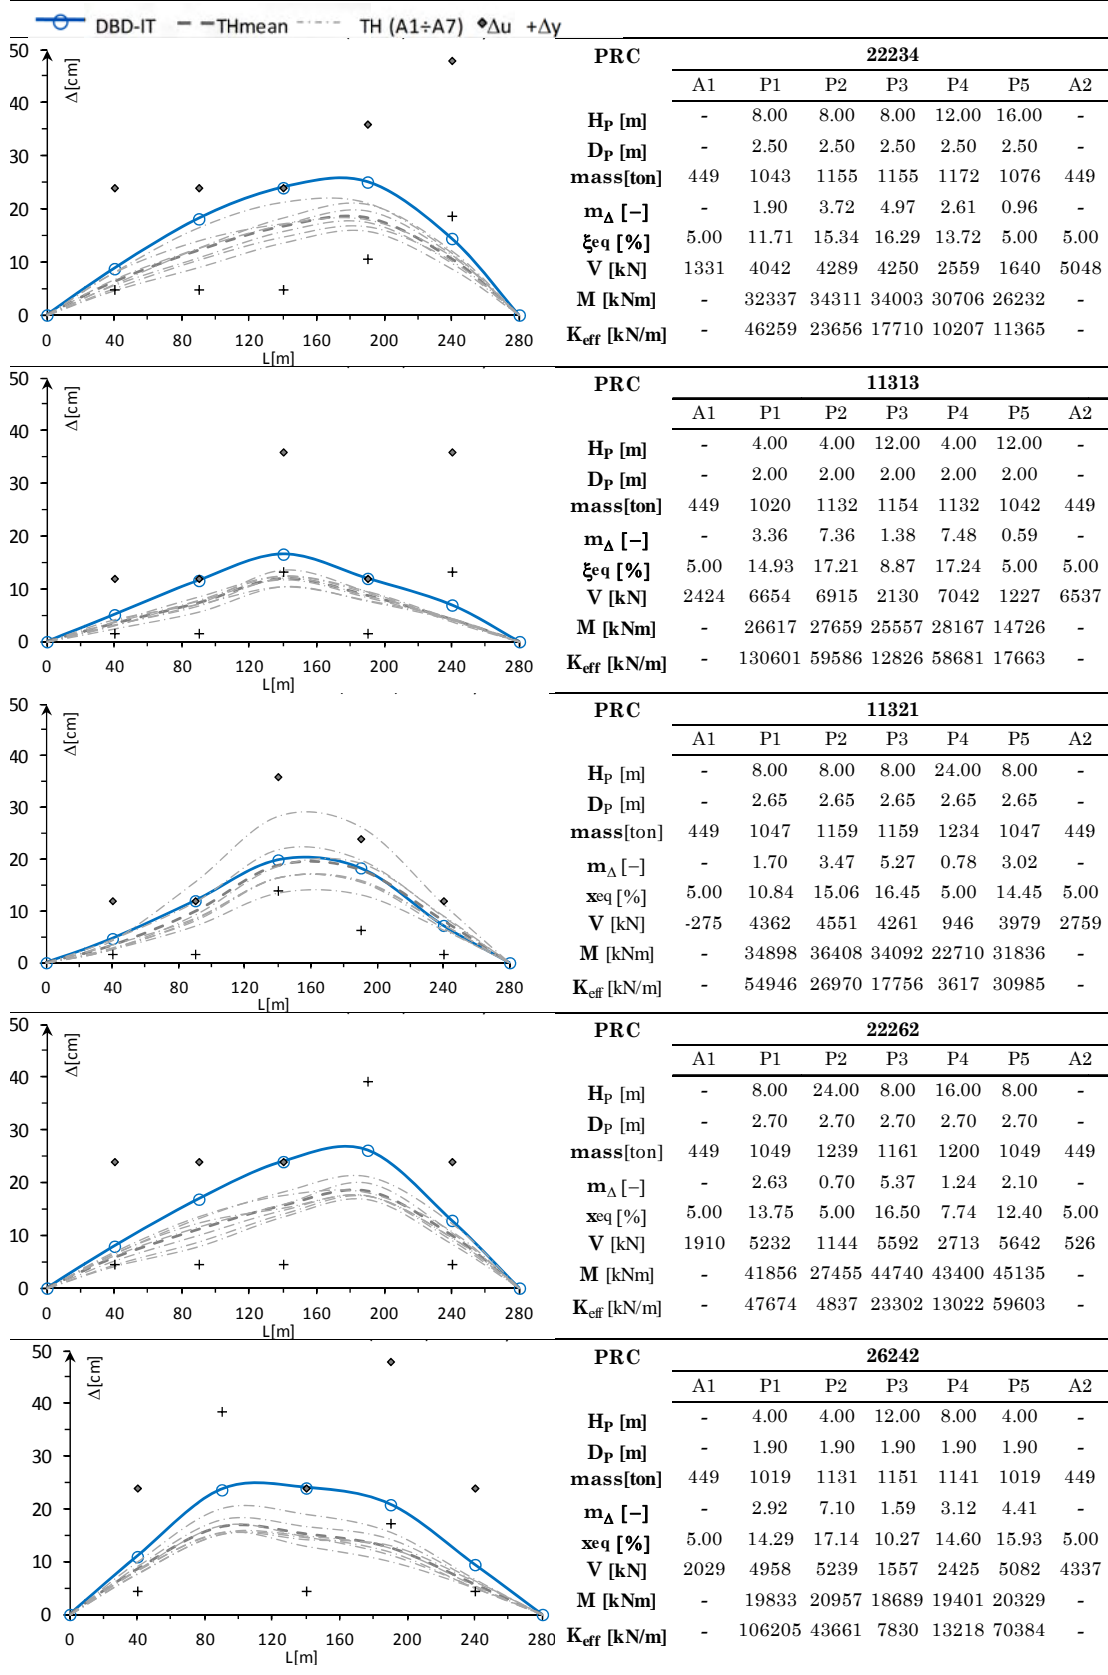 DBD-IT THmean TH (A1÷A7) Δu +Δy
50
40
30
20
10
0
Δ[cm]
0 40 80 120 160 200 240 280
L[m]
PRC 22234
A1 P1 P2 P3 P4 P5 A2
HP [m] - 8.00 8.00 8.00 12.00 16.00 -
DP [m] - 2.50 2.50 2.50 2.50 2.50 -
mass[ton] 449 1043 1155 1155 1172 1076 449
mΔ [–] - 1.90 3.72 4.97 2.61 0.96 -
ξeq [%] 5.00 11.71 15.34 16.29 13.72 5.00 5.00
V [kN] 1331 4042 4289 4250 2559 1640 5048
M [kNm] - 32337 34311 34003 30706 26232 -
Keff [kN/m] - 46259 23656 17710 10207 11365 -
50
40
30
20
10
0
Δ[cm]
0 40 80 120 160 200 240 280
L[m]
PRC 11313
A1 P1 P2 P3 P4 P5 A2
HP [m] - 4.00 4.00 12.00 4.00 12.00 -
DP [m] - 2.00 2.00 2.00 2.00 2.00 -
mass[ton] 449 1020 1132 1154 1132 1042 449
mΔ [–] - 3.36 7.36 1.38 7.48 0.59 -
ξeq [%] 5.00 14.93 17.21 8.87 17.24 5.00 5.00
V [kN] 2424 6654 6915 2130 7042 1227 6537
M [kNm] - 26617 27659 25557 28167 14726 -
Keff [kN/m] - 130601 59586 12826 58681 17663 -
50
40
30
20
10
0
Δ[cm]
0 40 80 120 160 200 240 280
L[m]
PRC 11321
A1 P1 P2 P3 P4 P5 A2
HP [m] - 8.00 8.00 8.00 24.00 8.00 -
DP [m] - 2.65 2.65 2.65 2.65 2.65 -
mass[ton] 449 1047 1159 1159 1234 1047 449
mΔ [–] - 1.70 3.47 5.27 0.78 3.02 -
xeq [%] 5.00 10.84 15.06 16.45 5.00 14.45 5.00
V [kN] -275 4362 4551 4261 946 3979 2759
M [kNm] - 34898 36408 34092 22710 31836 -
Keff [kN/m] - 54946 26970 17756 3617 30985 -
50
40
30
20
10
0
Δ[cm]
0 40 80 120 160 200 240 280
L[m]
PRC 22262
A1 P1 P2 P3 P4 P5 A2
HP [m] - 8.00 24.00 8.00 16.00 8.00 -
DP [m] - 2.70 2.70 2.70 2.70 2.70 -
mass[ton] 449 1049 1239 1161 1200 1049 449
mΔ [–] - 2.63 0.70 5.37 1.24 2.10 -
xeq [%] 5.00 13.75 5.00 16.50 7.74 12.40 5.00
V [kN] 1910 5232 1144 5592 2713 5642 526
M [kNm] - 41856 27455 44740 43400 45135 -
Keff [kN/m] - 47674 4837 23302 13022 59603 -
50
40
30
20
10
0
Δ[cm]
0 40 80 120 160 200 240 280
L[m]
PRC 26242
A1 P1 P2 P3 P4 P5 A2
HP [m] - 4.00 4.00 12.00 8.00 4.00 -
DP [m] - 1.90 1.90 1.90 1.90 1.90 -
mass[ton] 449 1019 1131 1151 1141 1019 449
mΔ [–] - 2.92 7.10 1.59 3.12 4.41 -
xeq [%] 5.00 14.29 17.14 10.27 14.60 15.93 5.00
V [kN] 2029 4958 5239 1557 2425 5082 4337
M [kNm] - 19833 20957 18689 19401 20329 -
Keff [kN/m] - 106205 43661 7830 13218 70384 -